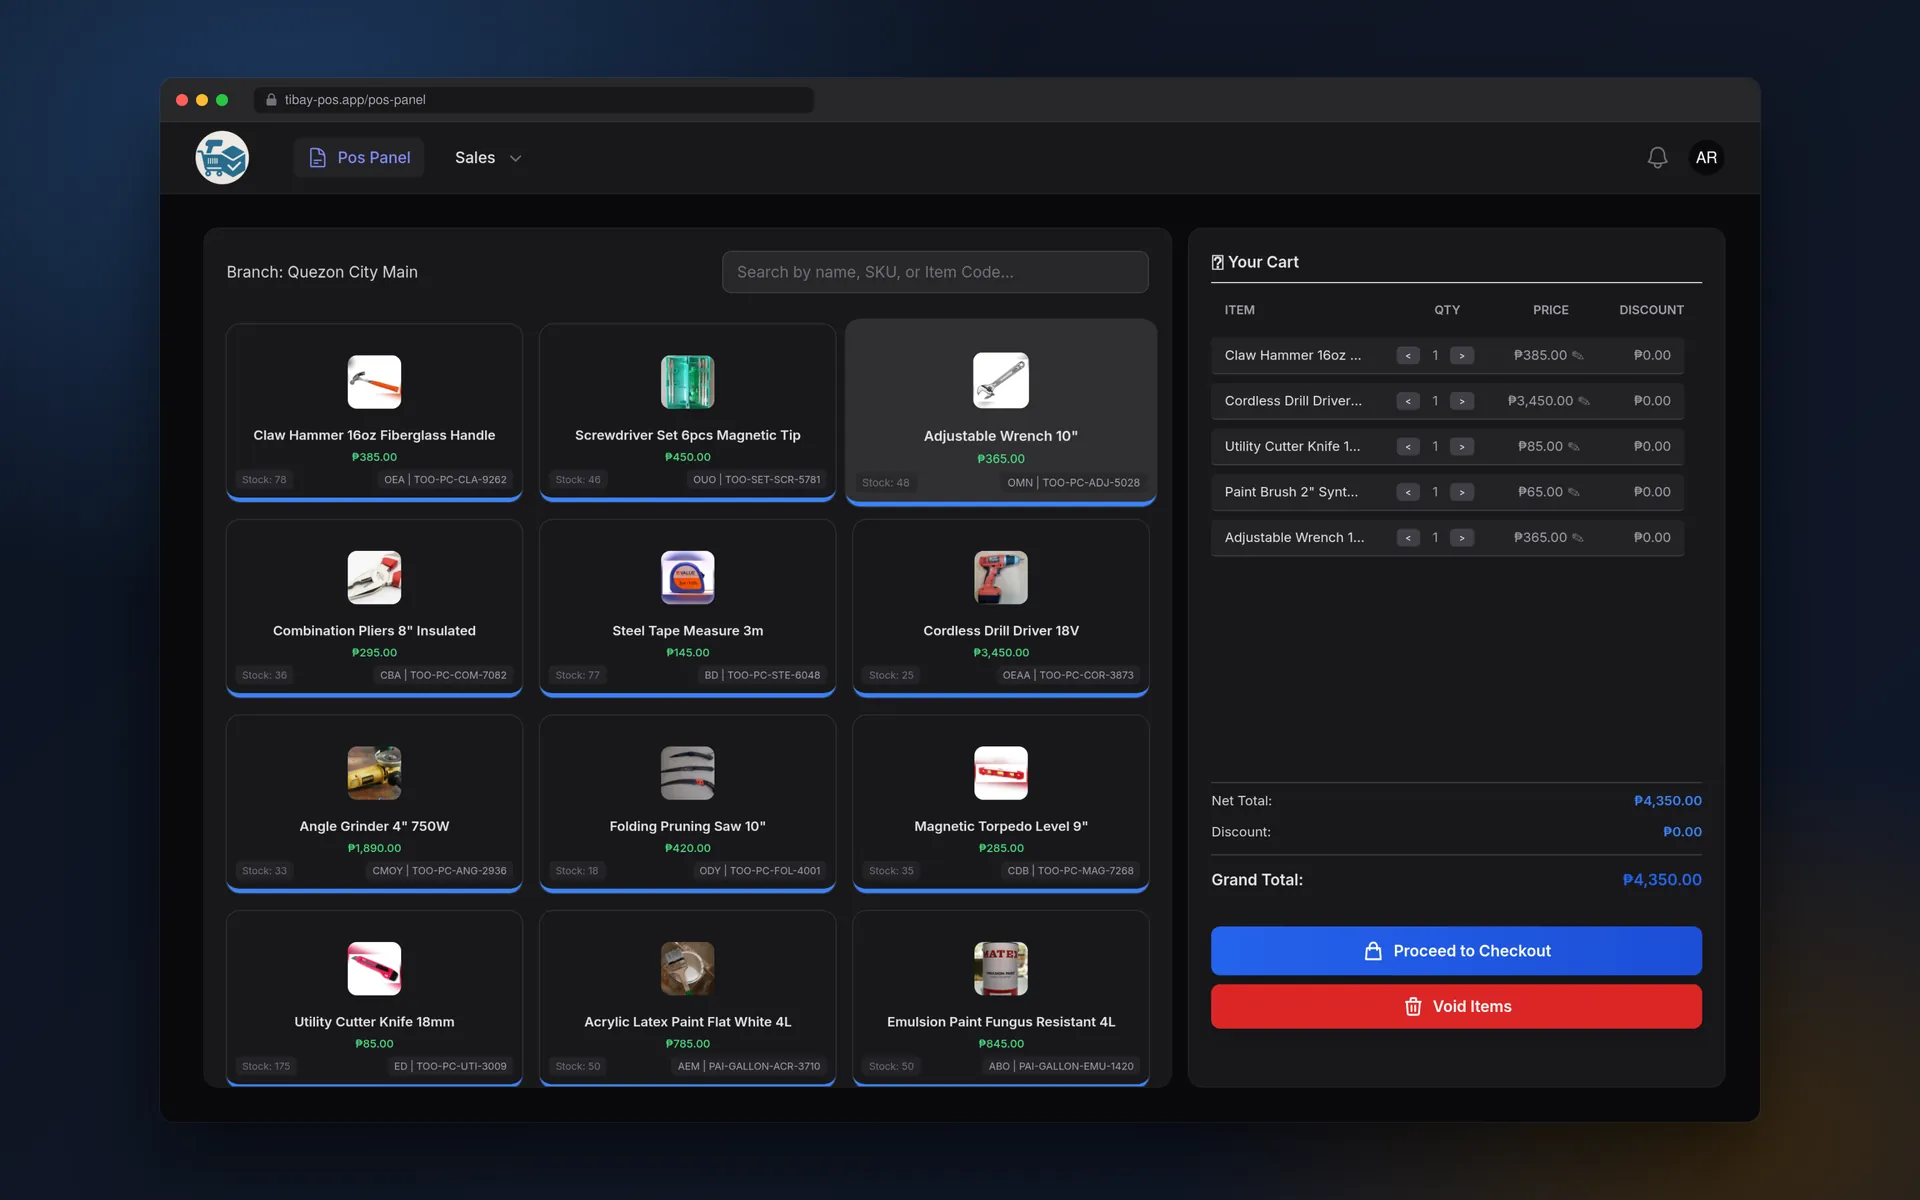 tibay-pos.app/pos-panel
Pos Panel
Sales
AR
Branch: Quezon City Main
Search by name, SKU, or Item Code...
Claw Hammer 16oz Fiberglass Handle
₱385.00
Stock: 78
OEA | TOO-PC-CLA-9262
Screwdriver Set 6pcs Magnetic Tip
₱450.00
Stock: 46
OUO | TOO-SET-SCR-5781
Adjustable Wrench 10"
₱365.00
Stock: 48
OMN | TOO-PC-ADJ-5028
Combination Pliers 8" Insulated
₱295.00
Stock: 36
CBA | TOO-PC-COM-7082
Steel Tape Measure 3m
₱145.00
Stock: 77
BD | TOO-PC-STE-6048
Cordless Drill Driver 18V
₱3,450.00
Stock: 25
OEAA | TOO-PC-COR-3873
Angle Grinder 4" 750W
₱1,890.00
Stock: 33
CMOY | TOO-PC-ANG-2936
Folding Pruning Saw 10"
₱420.00
Stock: 18
ODY | TOO-PC-FOL-4001
Magnetic Torpedo Level 9"
₱285.00
Stock: 35
CDB | TOO-PC-MAG-7268
Utility Cutter Knife 18mm
₱85.00
Stock: 175
ED | TOO-PC-UTI-3009
Acrylic Latex Paint Flat White 4L
₱785.00
Stock: 50
AEM | PAI-GALLON-ACR-3710
MATEX
Emulsion Paint Fungus Resistant 4L
₱845.00
Stock: 50
ABO | PAI-GALLON-EMU-1420
Your Cart
ITEM QTY PRICE DISCOUNT
Claw Hammer 16oz ... < 1 > ₱385.00 ₱0.00
Cordless Drill Driver... < 1 > ₱3,450.00 ₱0.00
Utility Cutter Knife 1... < 1 > ₱85.00 ₱0.00
Paint Brush 2" Synt... < 1 > ₱65.00 ₱0.00
Adjustable Wrench 1... < 1 > ₱365.00 ₱0.00
Net Total: ₱4,350.00
Discount: ₱0.00
Grand Total: ₱4,350.00
Proceed to Checkout
Void Items